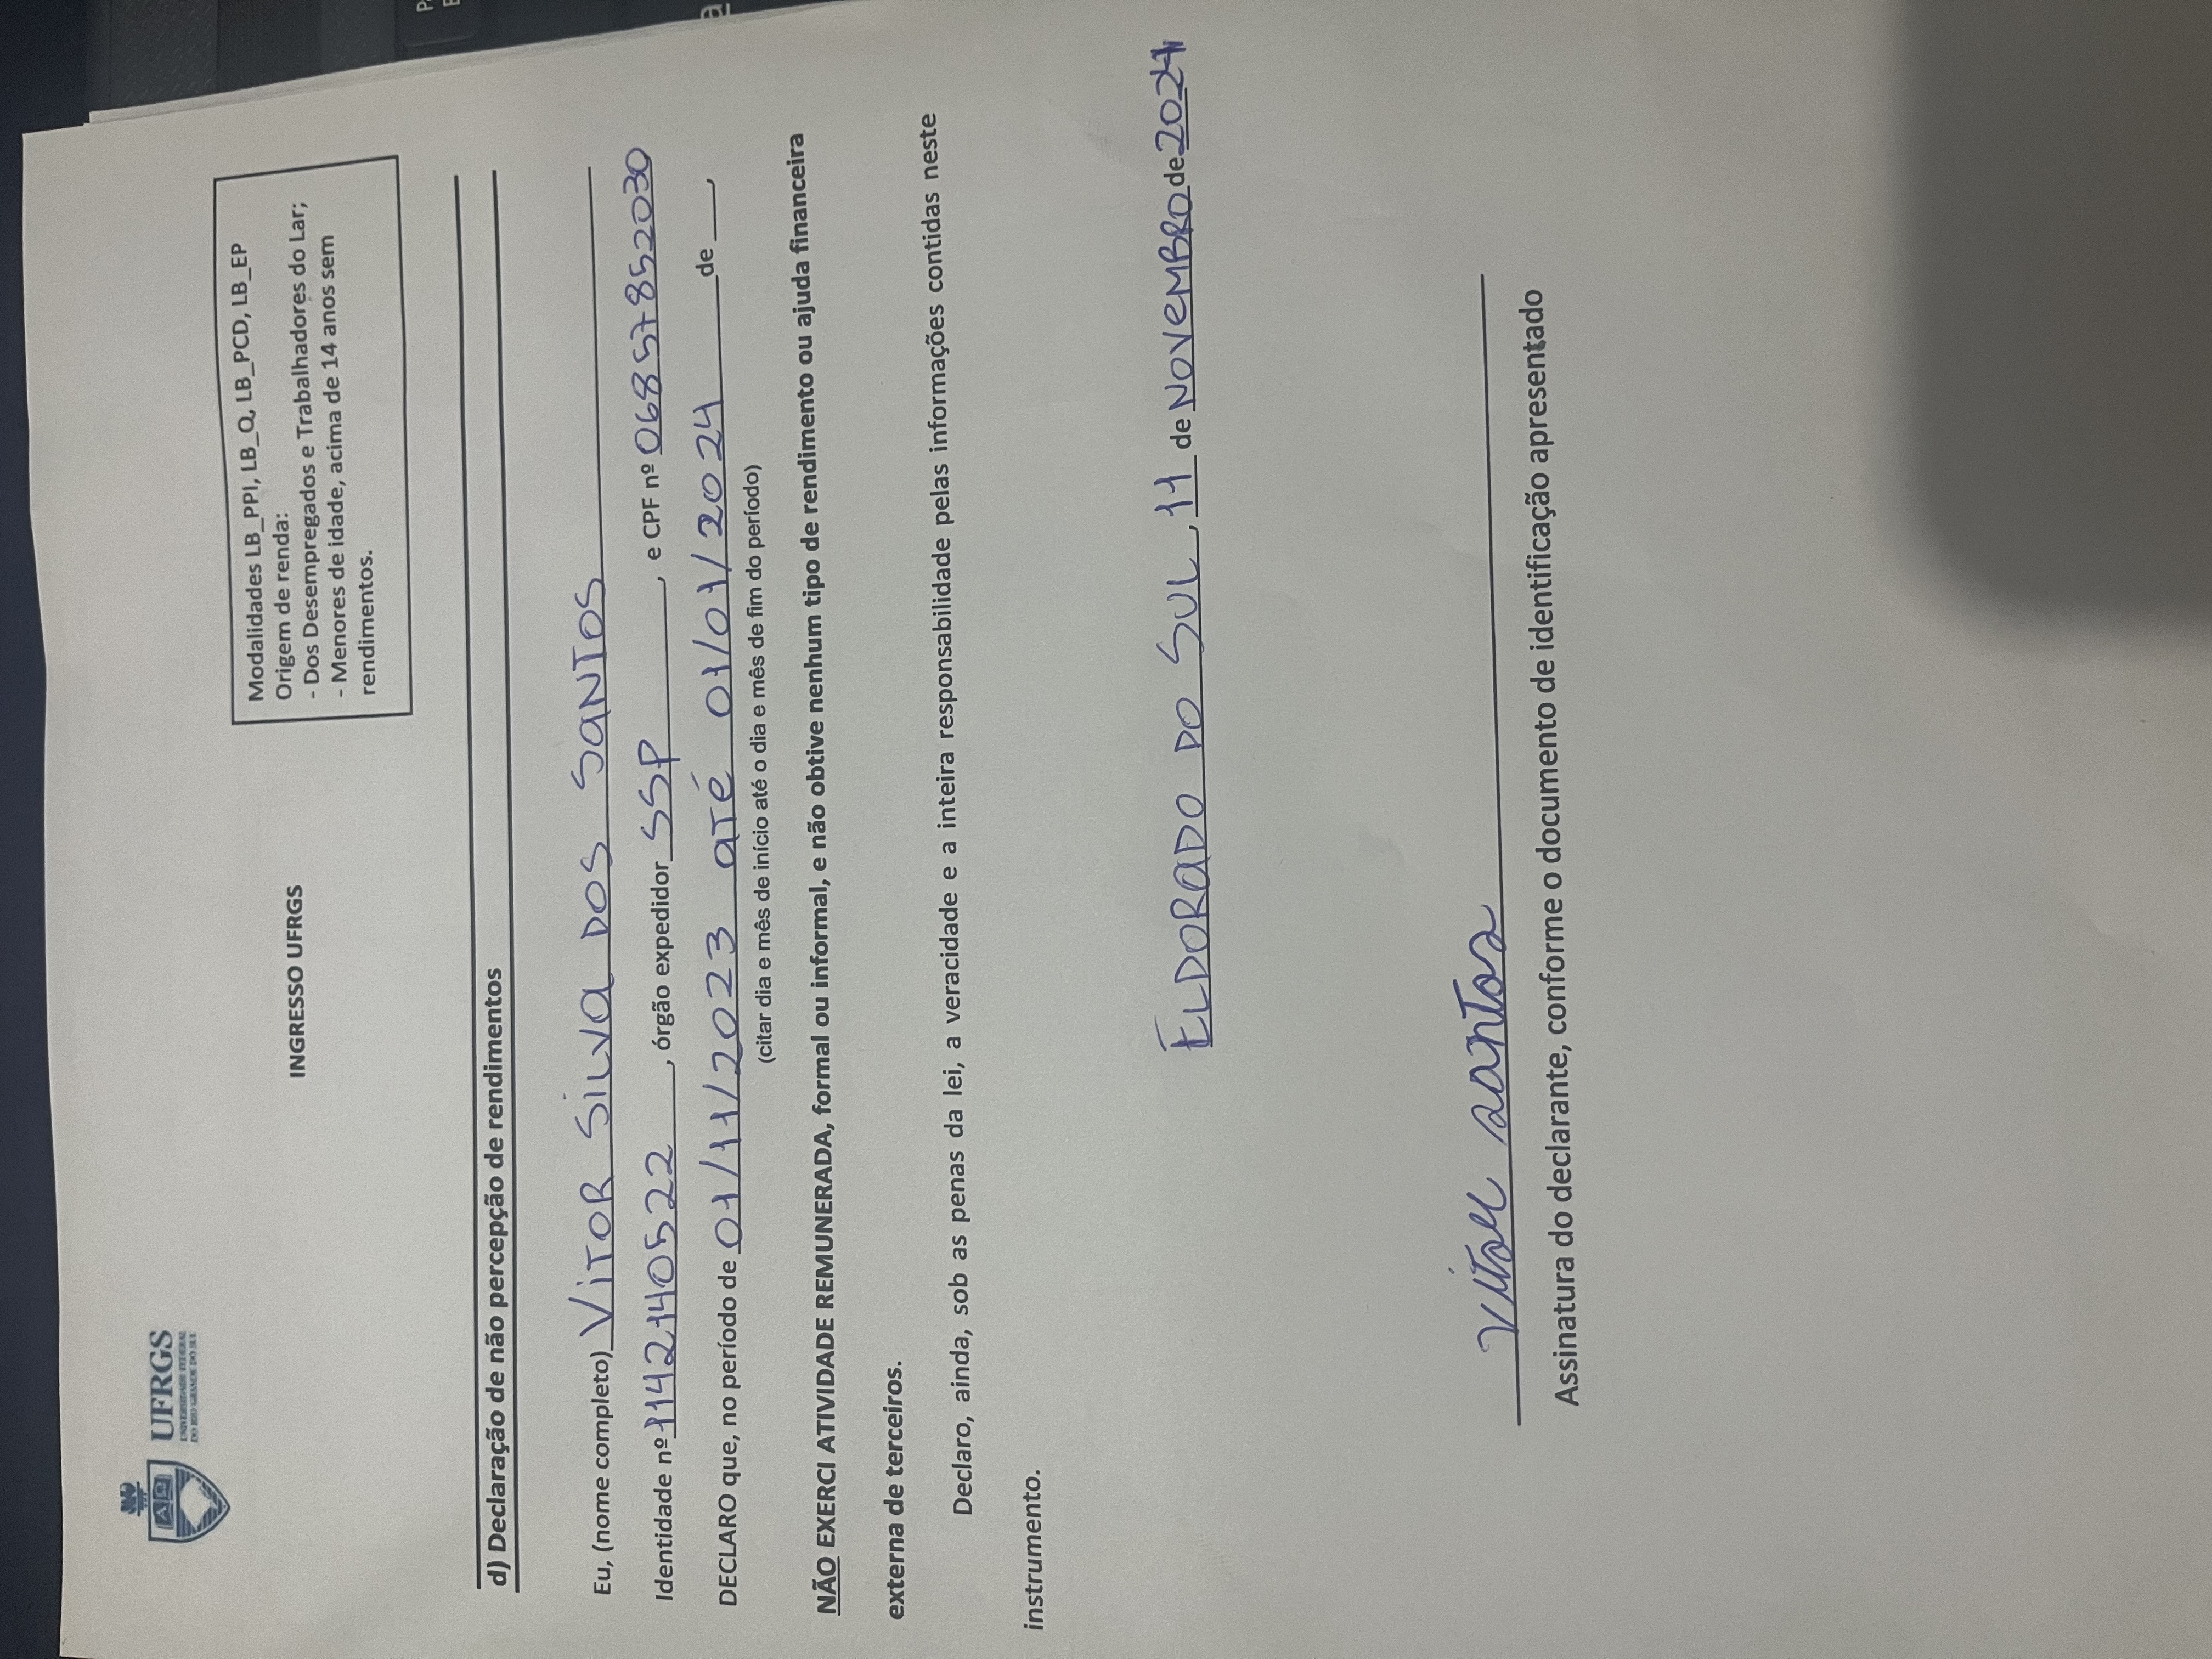 UFRGS
UNIVERSIDADE FEDERAL
DO RIO GRANDE DO SUL
INGRESSO UFRGS
Modalidades LB_PPI, LB_Q, LB_PCD, LB_EP
Origem de renda:
- Dos Desempregados e Trabalhadores do Lar;
- Menores de idade, acima de 14 anos sem
rendimentos.
d) Declaração de não percepção de rendimentos
Eu, (nome completo) VITOR SILVA DOS SANTOS
Identidade nº 1142140522, órgão expedidor SSP, e CPF nº 06857852030
DECLARO que, no período de 01/11/2023 até 01/01/2024 de ___,
(citar dia e mês de início até o dia e mês de fim do período)
NÃO EXERCI ATIVIDADE REMUNERADA, formal ou informal, e não obtive nenhum tipo de rendimento ou ajuda financeira
externa de terceiros.
Declaro, ainda, sob as penas da lei, a veracidade e a inteira responsabilidade pelas informações contidas neste
instrumento.
ELDORADO DO SUL, 11 de NOVEMBRO de 2024
Vitor Santos
Assinatura do declarante, conforme o documento de identificação apresentado